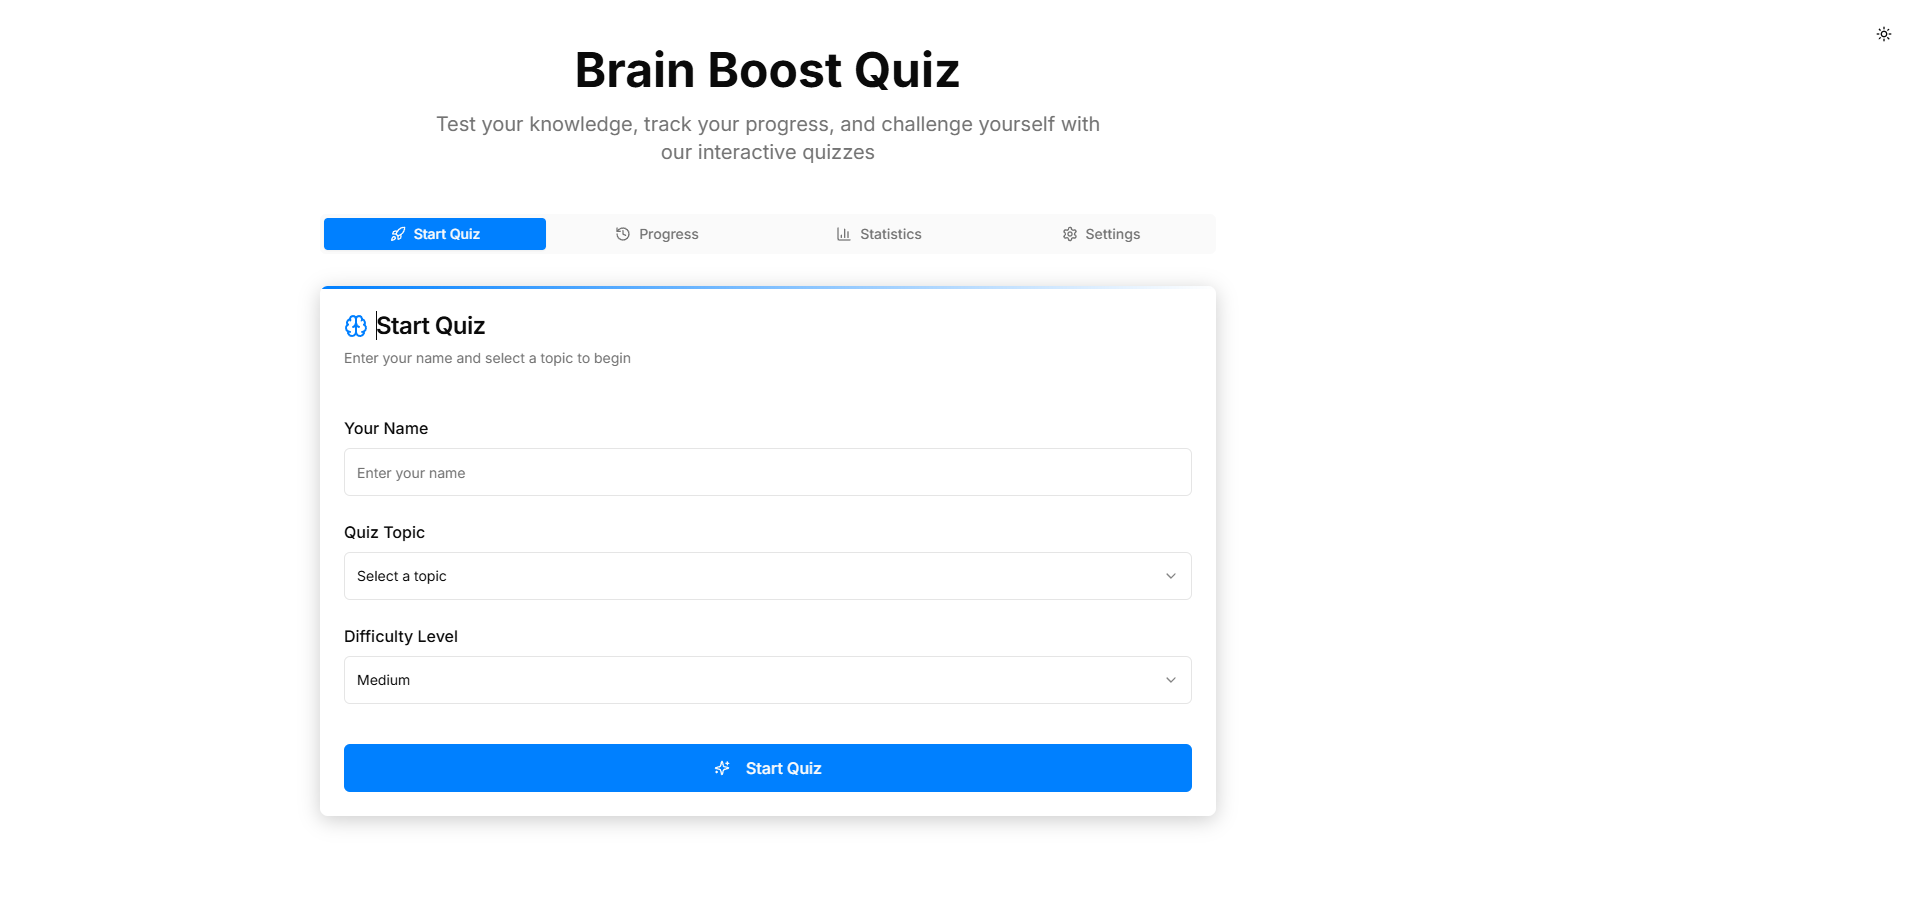 Brain Boost Quiz
Test your knowledge, track your progress, and challenge yourself with
our interactive quizzes
Start Quiz
Progress
Statistics
Settings
Start Quiz
Enter your name and select a topic to begin
Your Name
Enter your name
Quiz Topic
Select a topic
Difficulty Level
Medium
Start Quiz